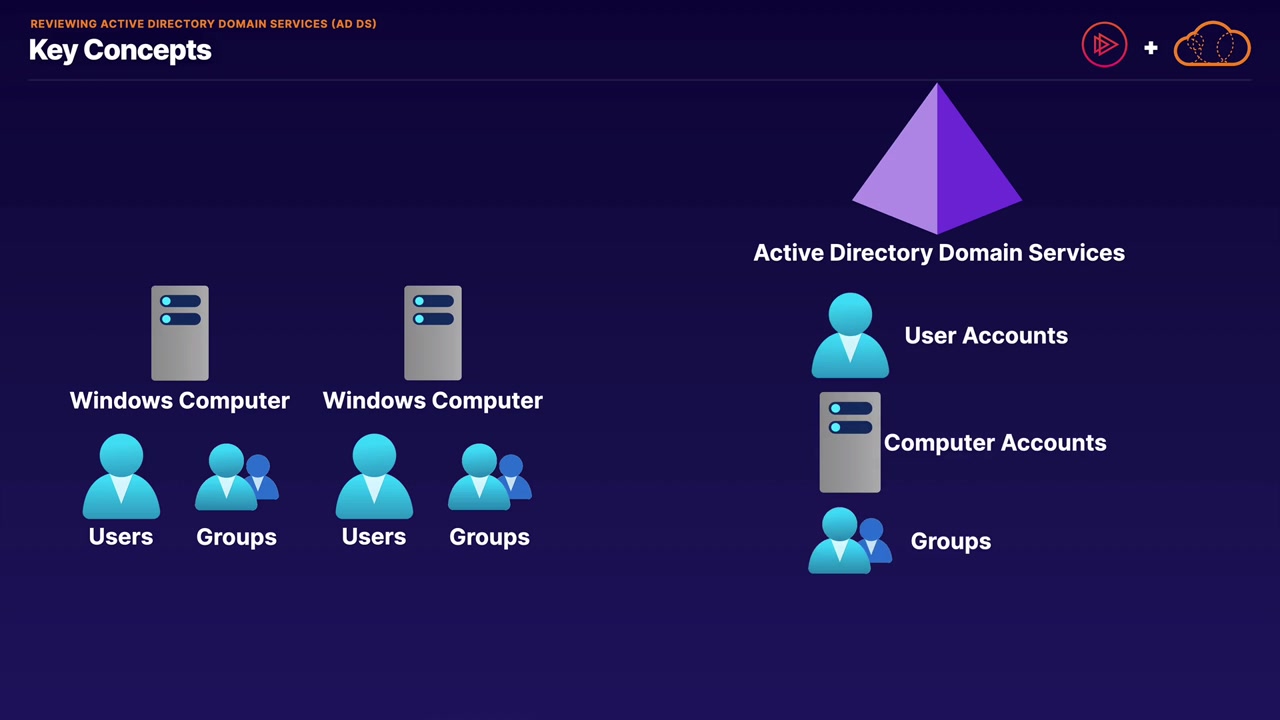 REVIEWING ACTIVE DIRECTORY DOMAIN SERVICES (AD DS)
Key Concepts
+
Active Directory Domain Services
User Accounts
Computer Accounts
Groups
Windows Computer
Windows Computer
Users
Groups
Users
Groups